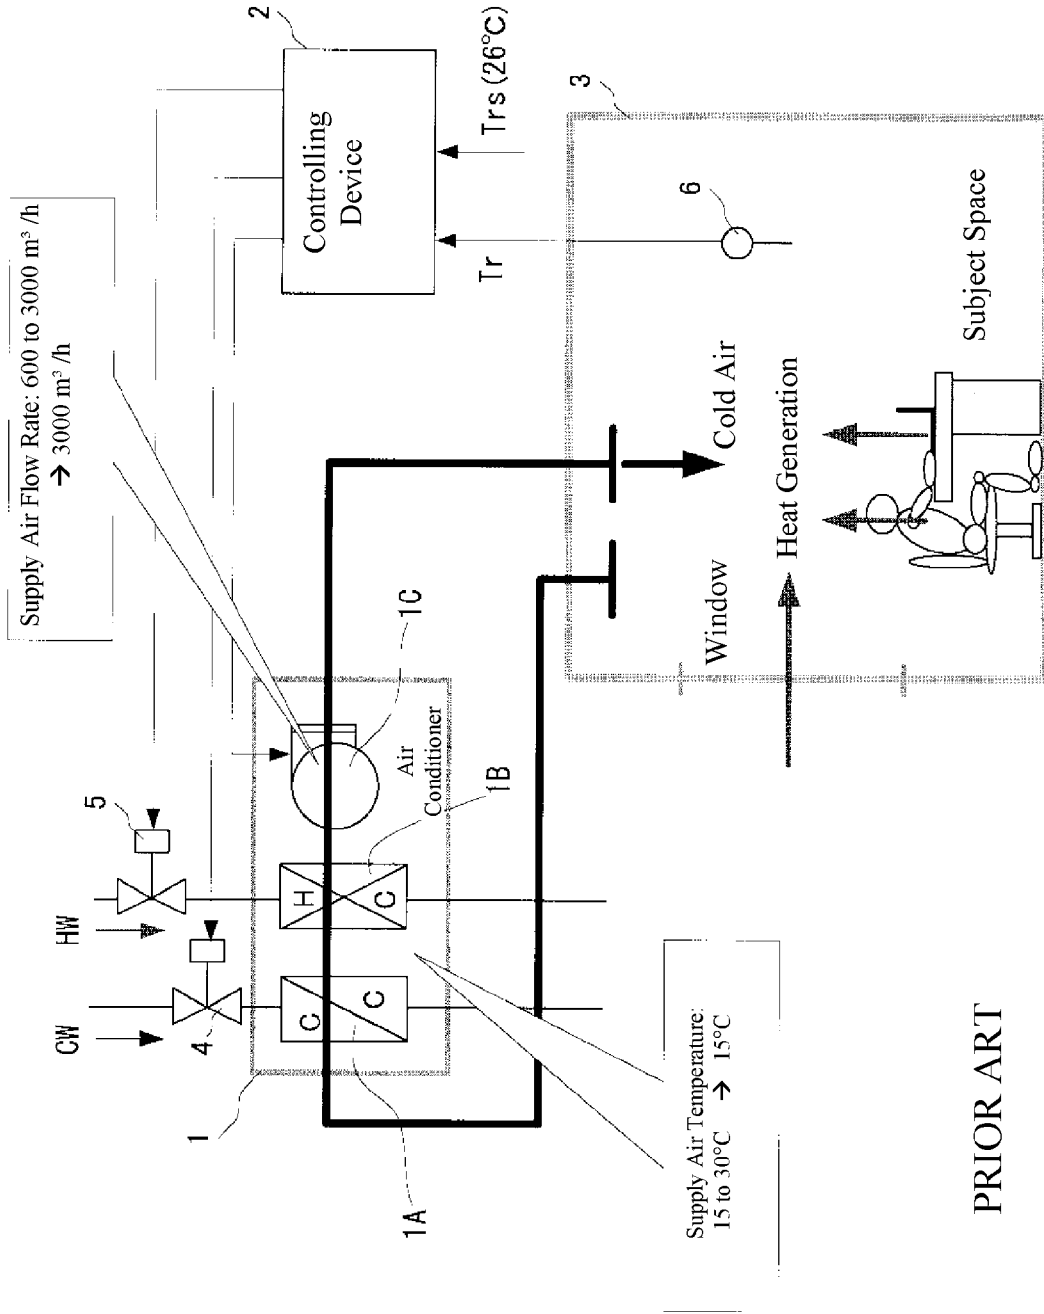 Supply Air Flow Rate: 600 to 3000 m³ /h
→ 3000 m³ /h
2
Controlling
Device
Trs (26°C)
Tr
HW
5
CW
4
1
C
C
H
C
1C
Air
Conditioner
1B
1A
3
6
Window
Cold Air
Heat Generation
Subject Space
Supply Air Temperature:
15 to 30°C → 15°C
PRIOR ART